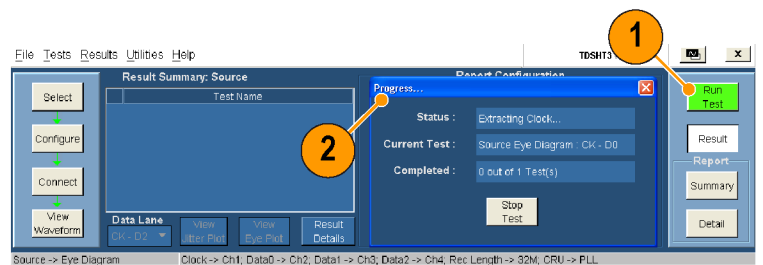 1
File Tests Results Utilities Help
TDSHT3
x
Result Summary: Source
Report Configuration
Test Name
Select
Configure
Connect
View
Waveform
Progress...
2
Status :
Extracting Clock...
Current Test :
Source Eye Diagram : CK - D0
Completed :
0 out of 1 Test(s)
Stop
Test
Run
Test
Result
Report
Summary
Detail
Data Lane
CK - D2
View
Jitter Plot
View
Eye Plot
Result
Details
Source -> Eye Diagram
Clock -> Ch1; Data0 -> Ch2; Data1 -> Ch3; Data2 -> Ch4; Rec Length -> 32M; CRU -> PLL